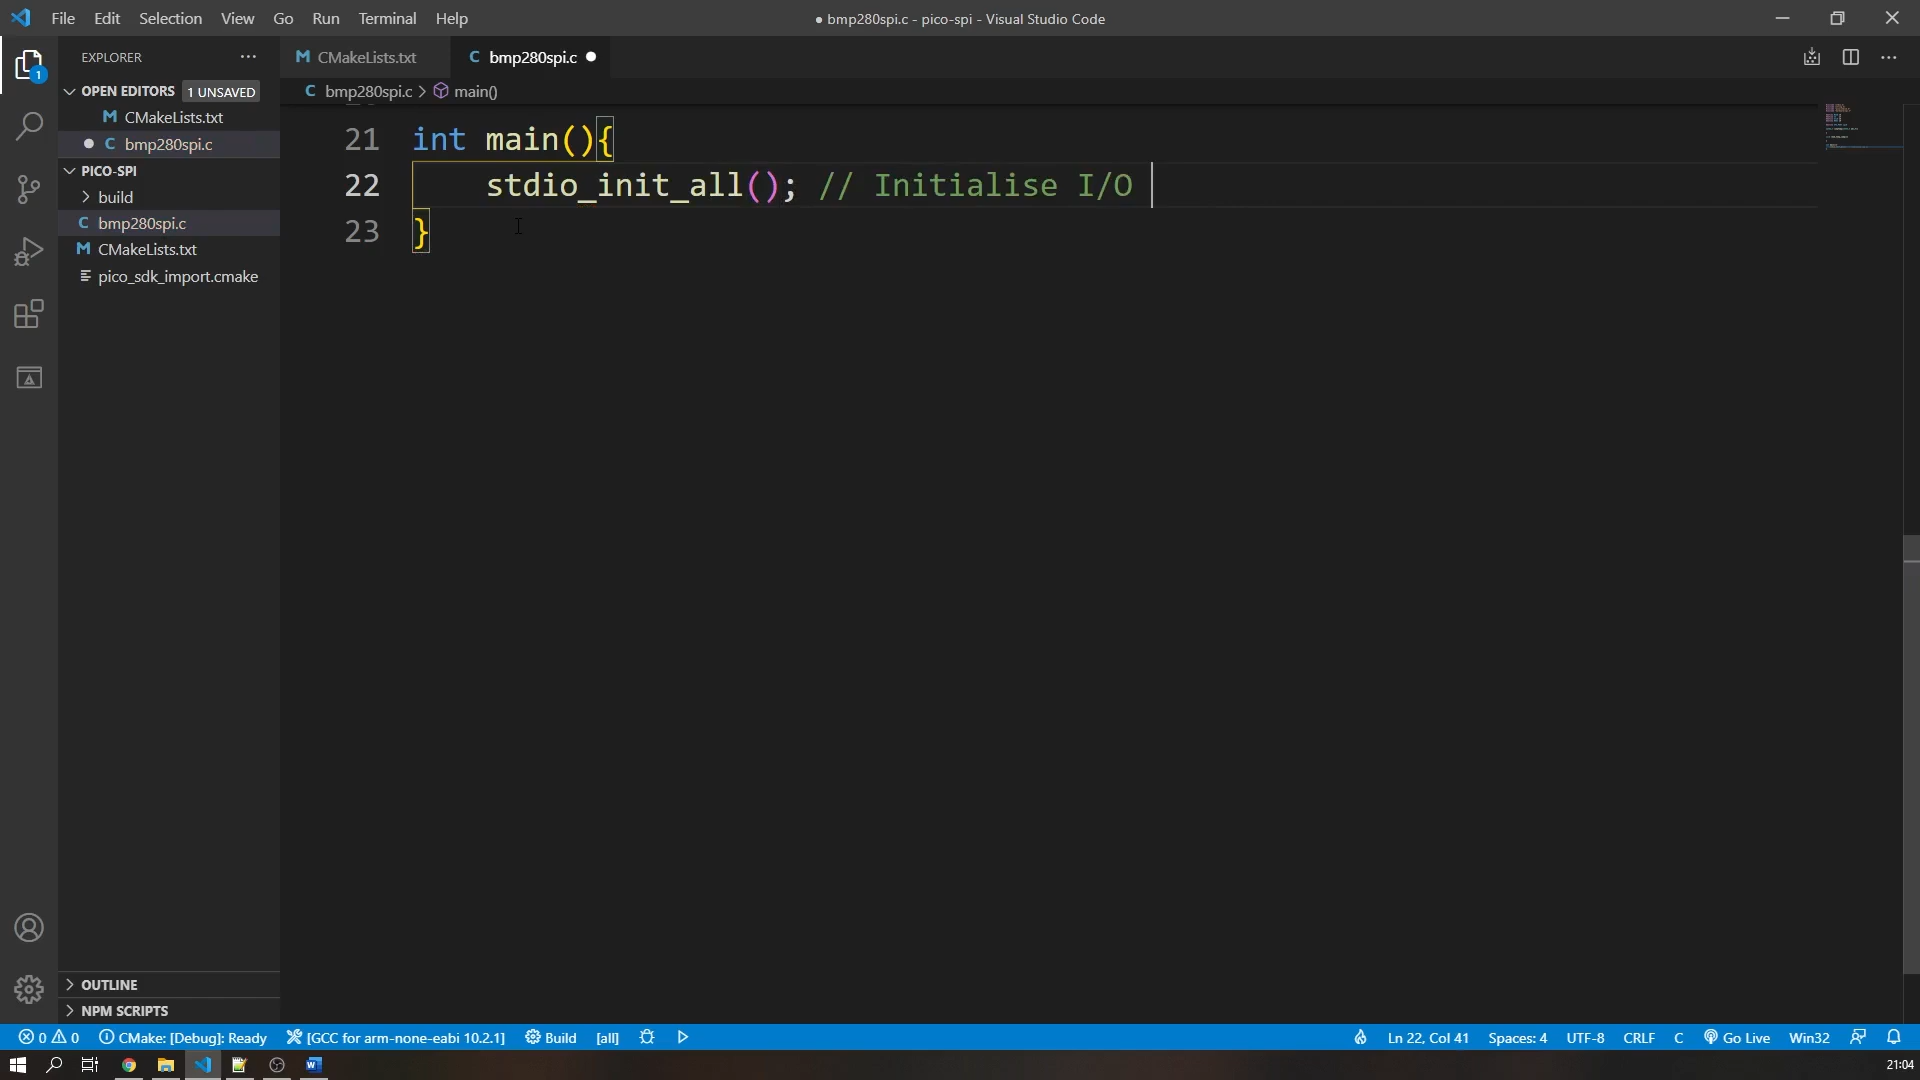 File Edit Selection View Go Run Terminal Help
● bmp280spi.c - pico-spi - Visual Studio Code
EXPLORER
1
OPEN EDITORS 1 UNSAVED
M CMakeLists.txt
C bmp280spi.c
PICO-SPI
build
C bmp280spi.c
M CMakeLists.txt
pico_sdk_import.cmake
OUTLINE
NPM SCRIPTS
M CMakeLists.txt
C bmp280spi.c ●
C bmp280spi.c > main()
21 int main(){
22 stdio_init_all(); // Initialise I/O
23 }
0 0 CMake: [Debug]: Ready [GCC for arm-none-eabi 10.2.1] Build [all]
Ln 22, Col 41 Spaces: 4 UTF-8 CRLF C Go Live Win32
21:04